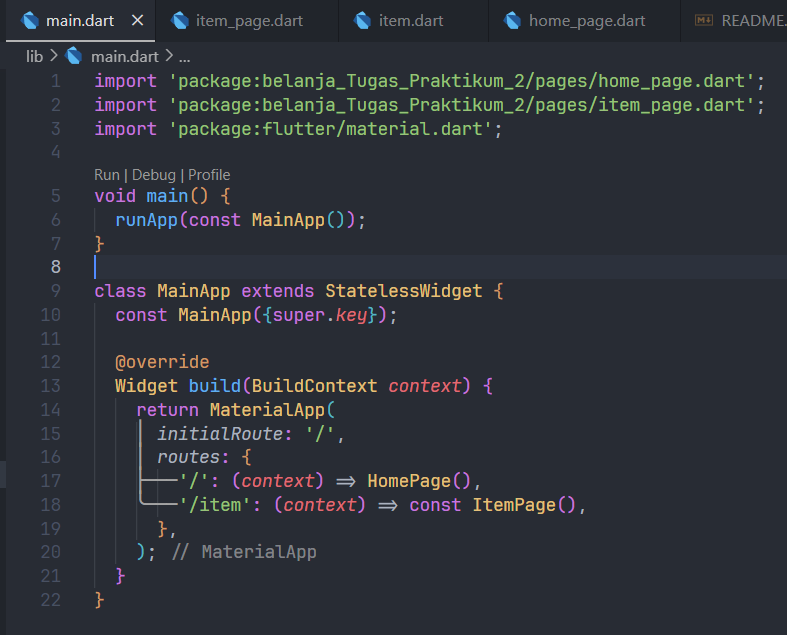 main.dart × item_page.dart item.dart home_page.dart README.
lib > main.dart > ...
1 import 'package:belanja_Tugas_Praktikum_2/pages/home_page.dart';
2 import 'package:belanja_Tugas_Praktikum_2/pages/item_page.dart';
3 import 'package:flutter/material.dart';
4
Run | Debug | Profile
5 void main() {
6   runApp(const MainApp());
7 }
8
9 class MainApp extends StatelessWidget {
10   const MainApp({super.key});
11
12   @override
13   Widget build(BuildContext context) {
14     return MaterialApp(
15       initialRoute: '/',
16       routes: {
17         '/': (context) => HomePage(),
18         '/item': (context) => const ItemPage(),
19       },
20     ); // MaterialApp
21   }
22 }